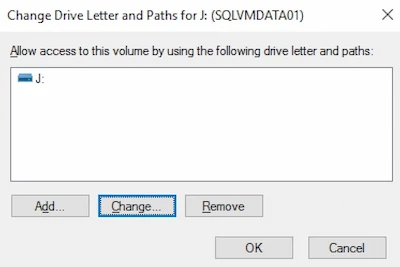 Change Drive Letter and Paths for J: (SQLVMDATA01)
Allow access to this volume by using the following drive letter and paths:
J:
Add... Change... Remove
OK Cancel